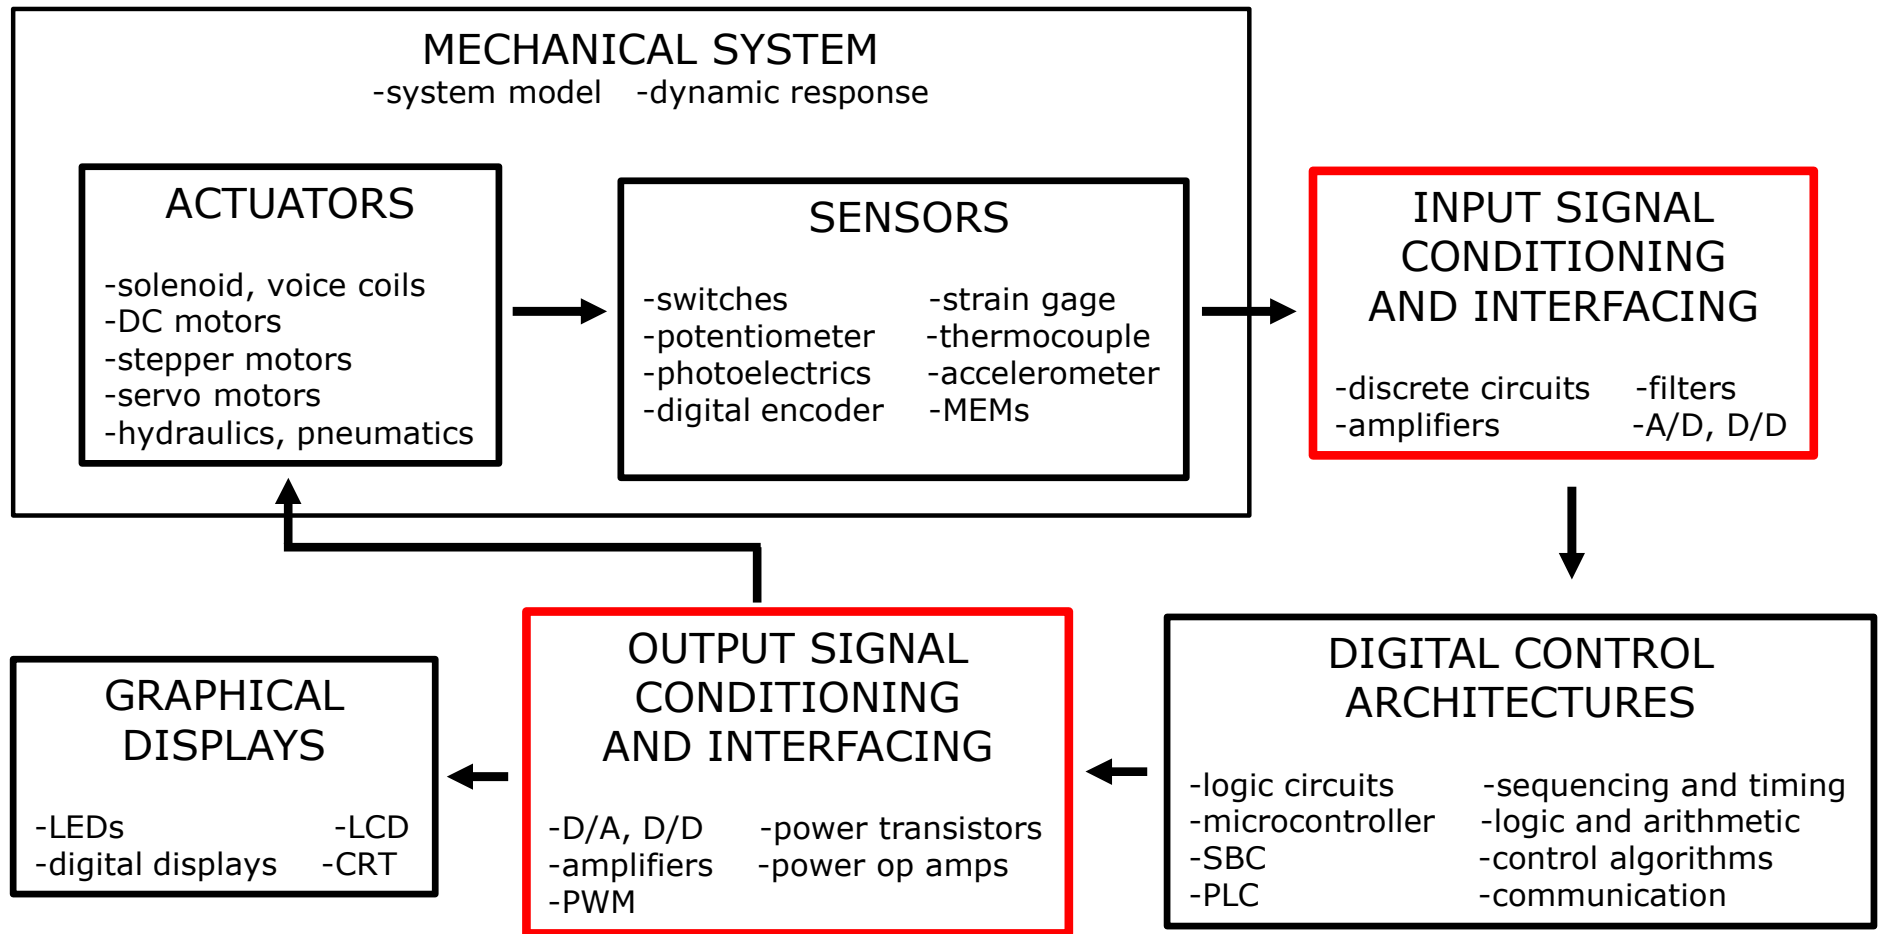 MECHANICAL SYSTEM
-system model -dynamic response
ACTUATORS
-solenoid, voice coils
-DC motors
-stepper motors
-servo motors
-hydraulics, pneumatics
SENSORS
-switches -strain gage
-potentiometer -thermocouple
-photoelectrics -accelerometer
-digital encoder -MEMs
INPUT SIGNAL
CONDITIONING
AND INTERFACING
-discrete circuits -filters
-amplifiers -A/D, D/D
GRAPHICAL
DISPLAYS
-LEDs -LCD
-digital displays -CRT
OUTPUT SIGNAL
CONDITIONING
AND INTERFACING
-D/A, D/D -power transistors
-amplifiers -power op amps
-PWM
DIGITAL CONTROL
ARCHITECTURES
-logic circuits -sequencing and timing
-microcontroller -logic and arithmetic
-SBC -control algorithms
-PLC -communication